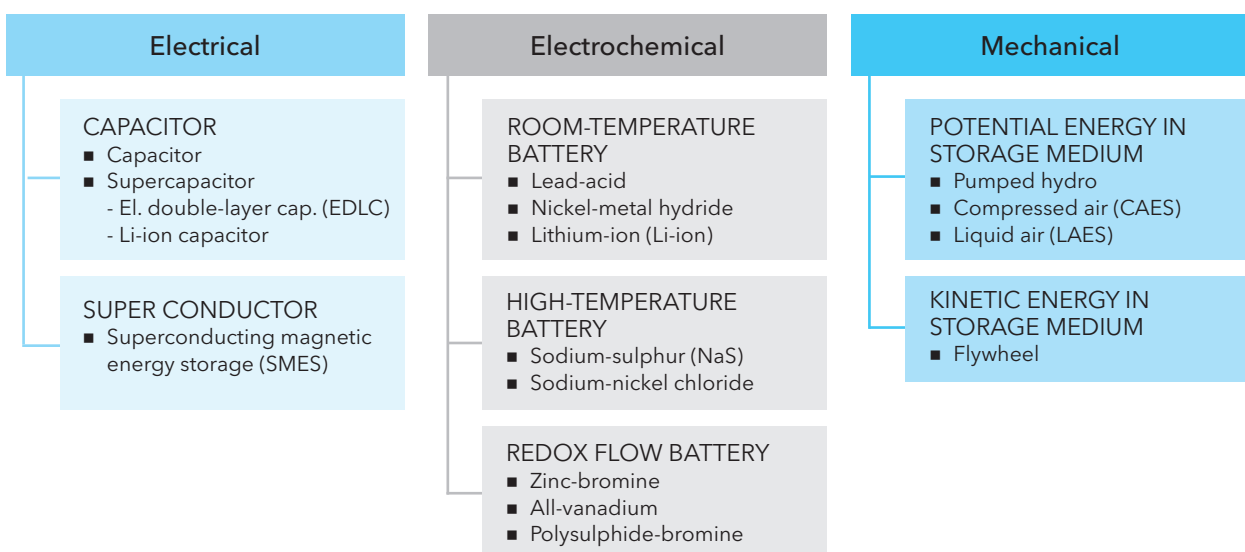 Electrical
CAPACITOR
■ Capacitor
■ Supercapacitor
- El. double-layer cap. (EDLC)
- Li-ion capacitor
SUPER CONDUCTOR
■ Superconducting magnetic
energy storage (SMES)
Electrochemical
ROOM-TEMPERATURE
BATTERY
■ Lead-acid
■ Nickel-metal hydride
■ Lithium-ion (Li-ion)
HIGH-TEMPERATURE
BATTERY
■ Sodium-sulphur (NaS)
■ Sodium-nickel chloride
REDOX FLOW BATTERY
■ Zinc-bromine
■ All-vanadium
■ Polysulphide-bromine
Mechanical
POTENTIAL ENERGY IN
STORAGE MEDIUM
■ Pumped hydro
■ Compressed air (CAES)
■ Liquid air (LAES)
KINETIC ENERGY IN
STORAGE MEDIUM
■ Flywheel